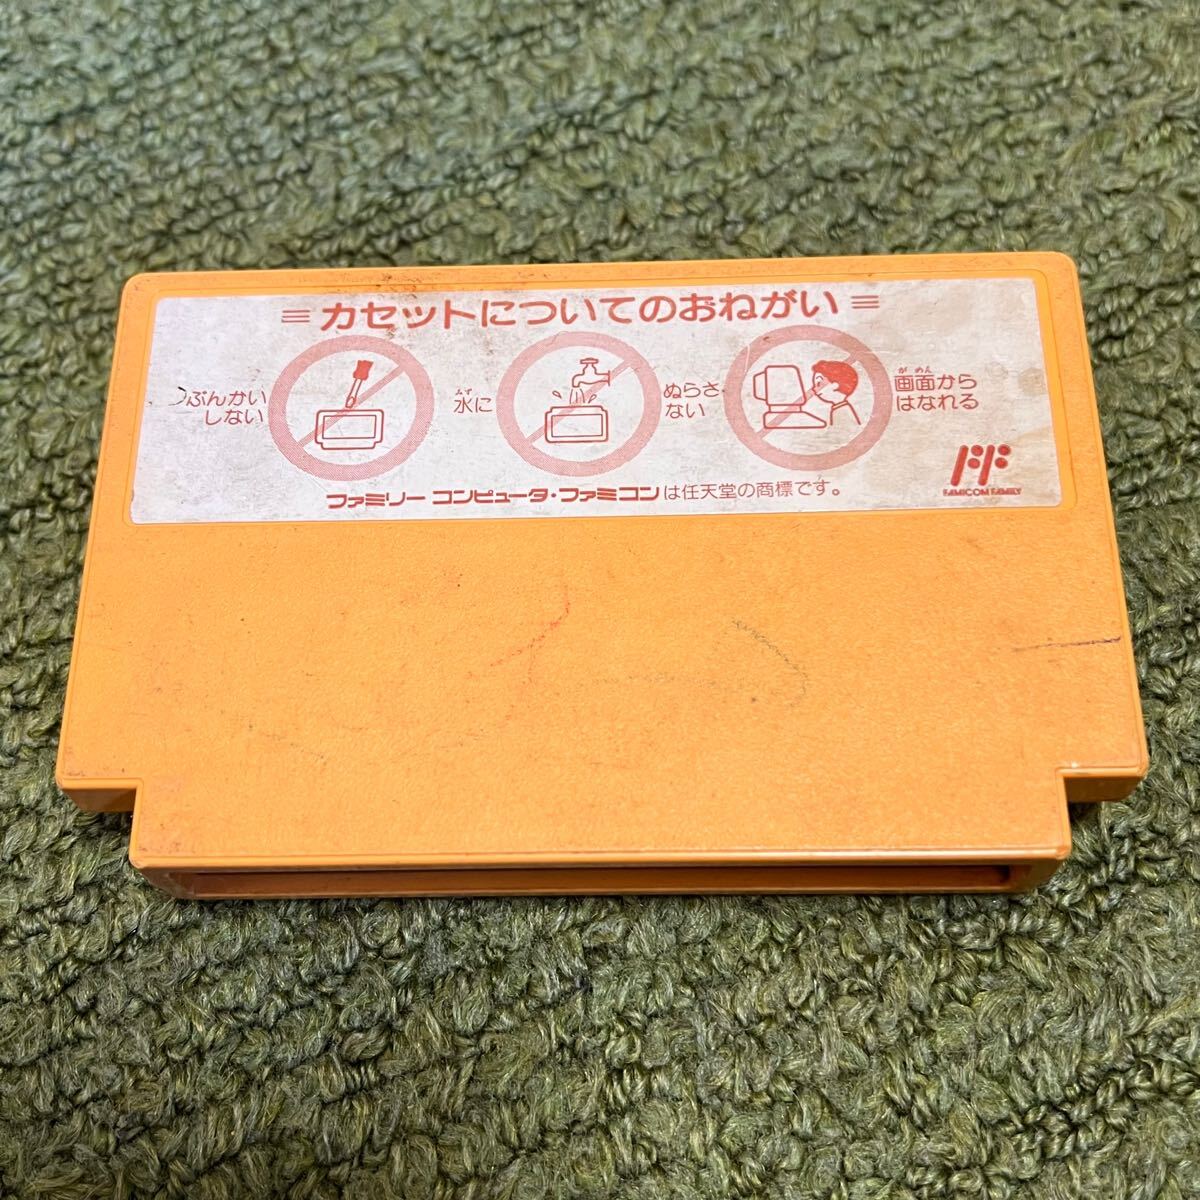 カセットについてのおねがい
ぶんかい
しない
みず
水に
ぬらさ
ない
が めん
画面から
はなれる
FAMICOM FAMILY
ファミリー コンピュータ・ファミコンは任天堂の商標です。